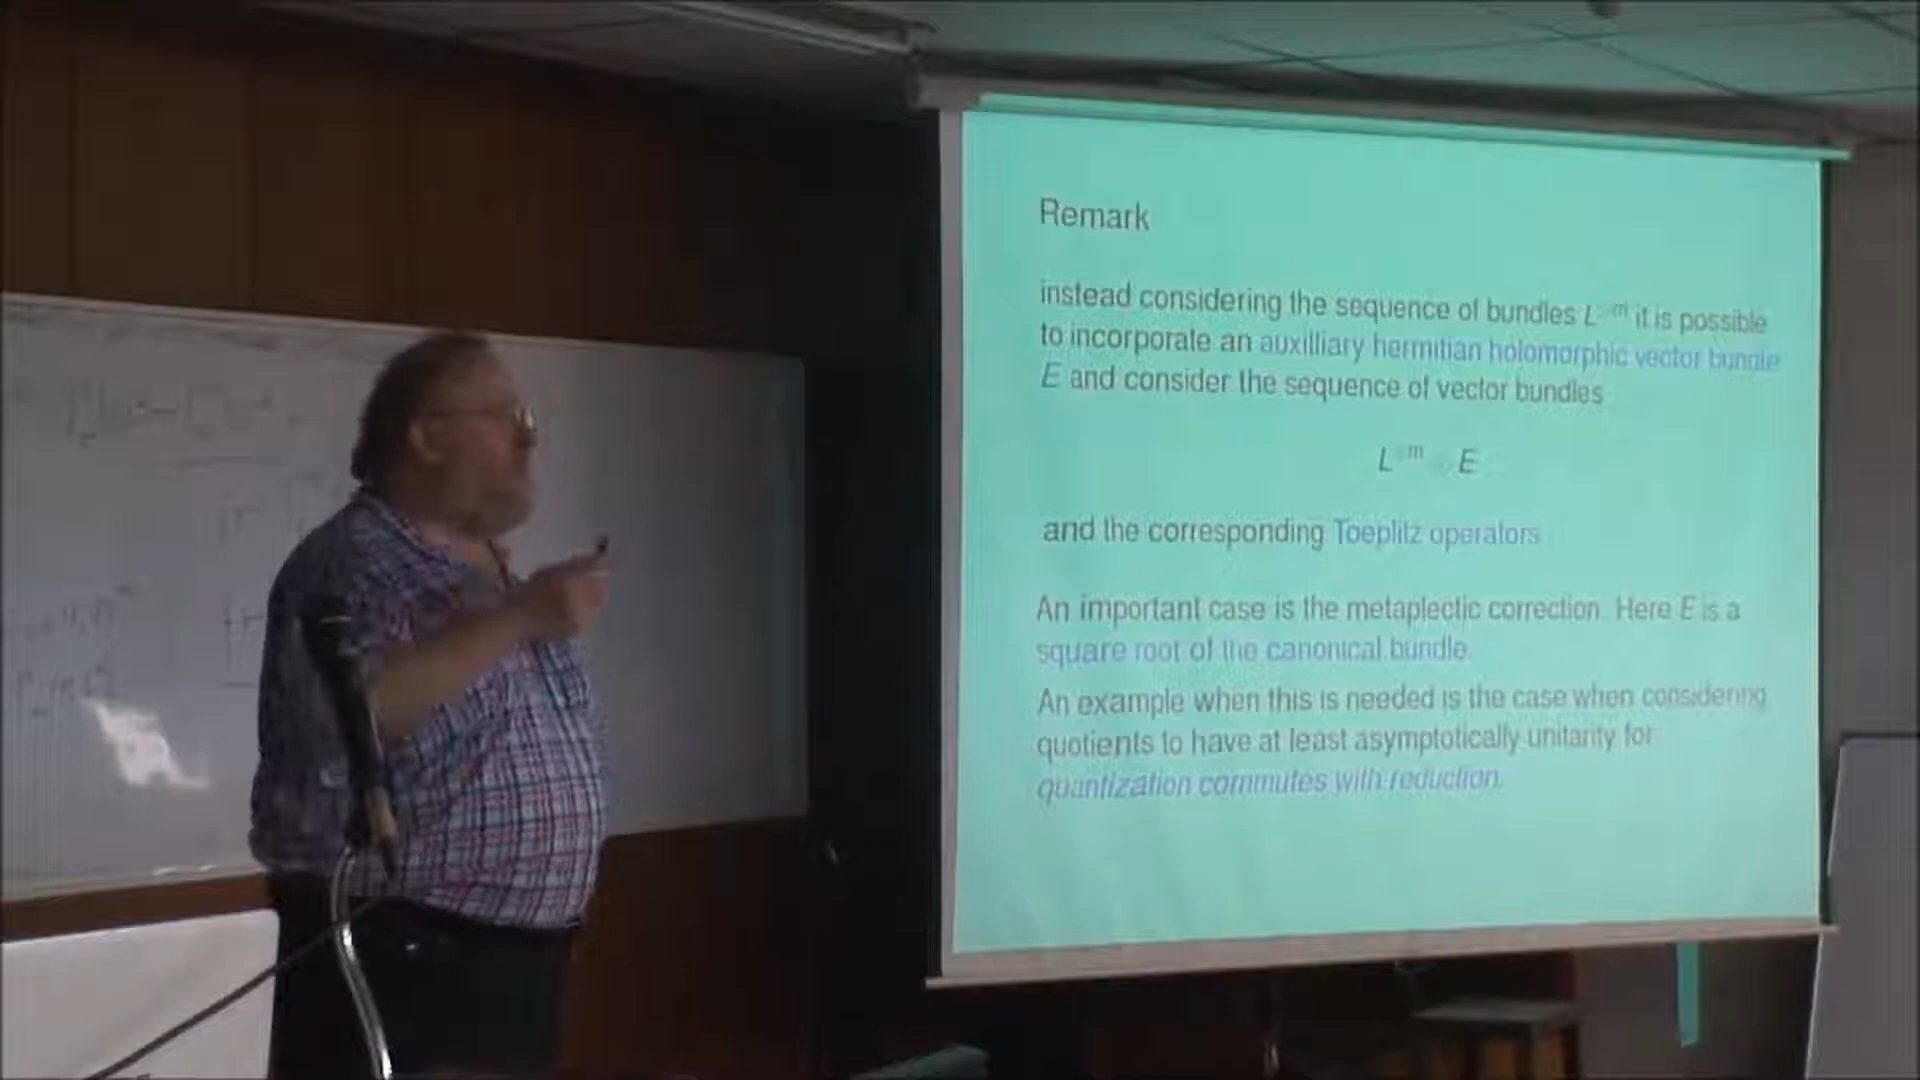 Remark
instead considering the sequence of bundles L^m it is possible
to incorporate an auxilliary hermitian holomorphic vector bundle
E and consider the sequence of vector bundles
L^m E
and the corresponding Toeplitz operators
An important case is the metaplectic correction. Here E is a
square root of the canonical bundle.
An example when this is needed is the case when considering
quotients to have at least asymptotically unitarity for
quantization commutes with reduction.